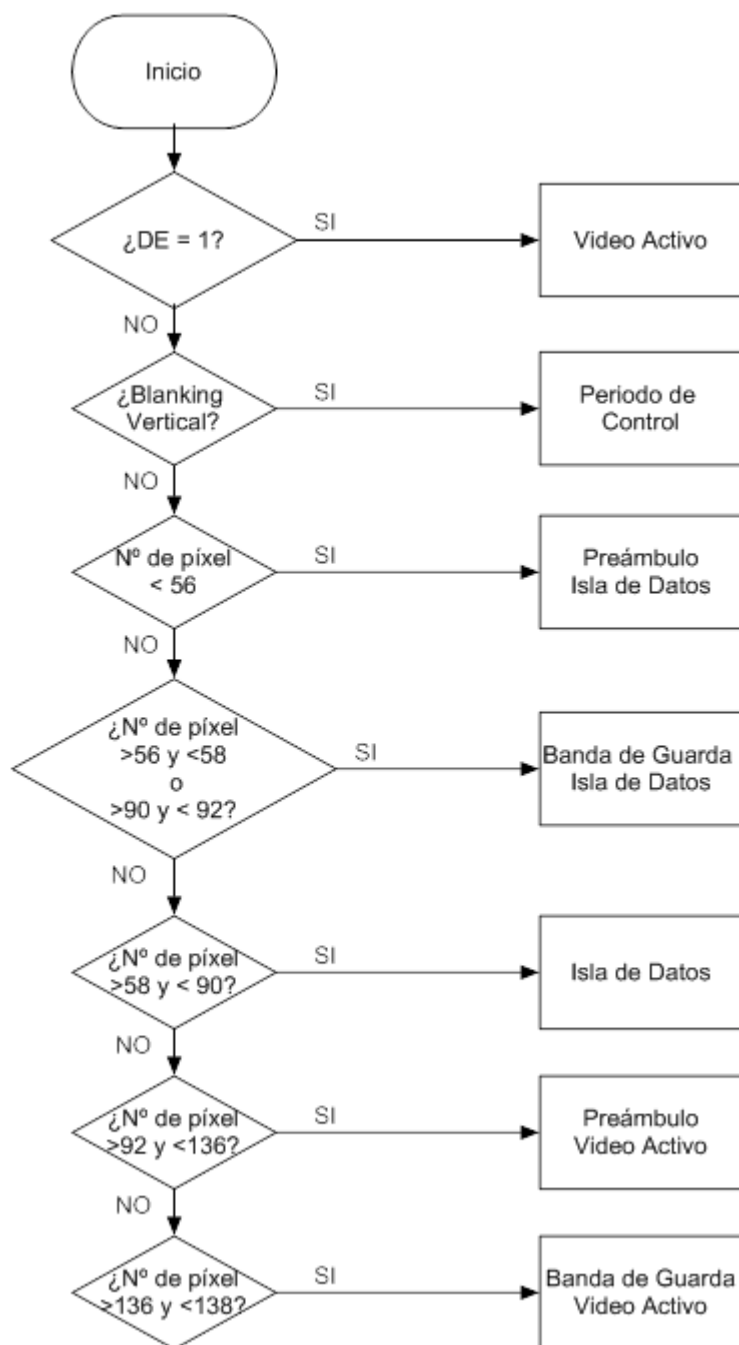 Inicio
¿DE = 1?
SI
Video Activo
NO
¿Blanking
Vertical?
SI
Periodo de
Control
NO
Nº de píxel
< 56
SI
Preámbulo
Isla de Datos
NO
¿Nº de píxel
>56 y <58
o
>90 y < 92?
SI
Banda de Guarda
Isla de Datos
NO
¿Nº de píxel
>58 y < 90?
SI
Isla de Datos
NO
¿Nº de píxel
>92 y <136?
SI
Preámbulo
Video Activo
NO
¿Nº de píxel
>136 y <138?
SI
Banda de Guarda
Video Activo